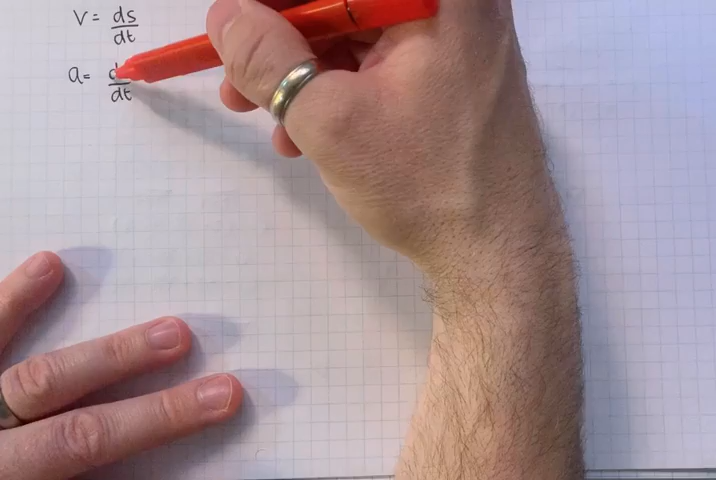 v = ds/dt
a = d /dt